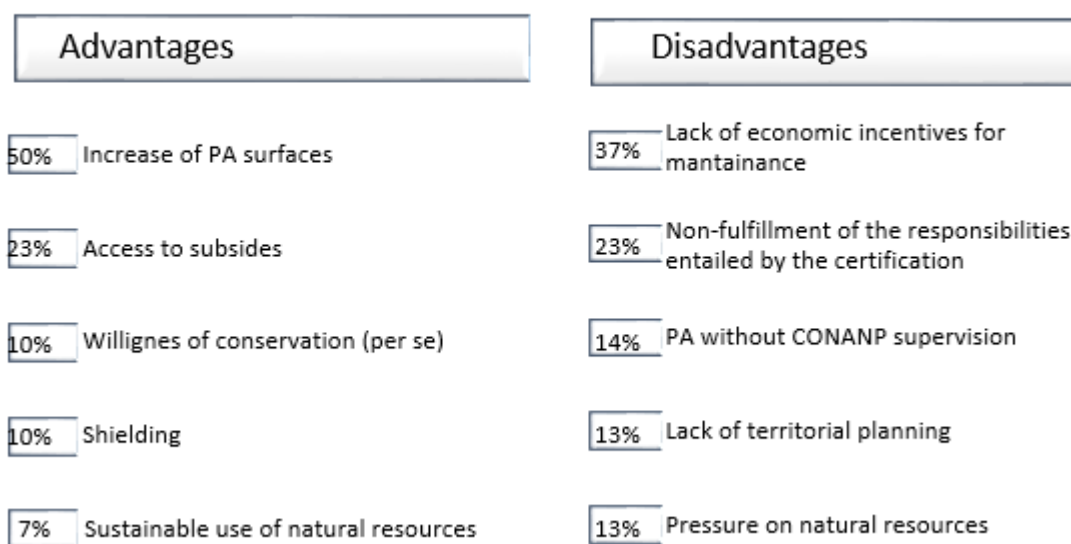 Advantages
50% Increase of PA surfaces
23% Access to subsides
10% Willignes of conservation (per se)
10% Shielding
7% Sustainable use of natural resources
Disadvantages
37% Lack of economic incentives for
mantainance
23% Non-fulfillment of the responsibilities
entailed by the certification
14% PA without CONANP supervision
13% Lack of territorial planning
13% Pressure on natural resources